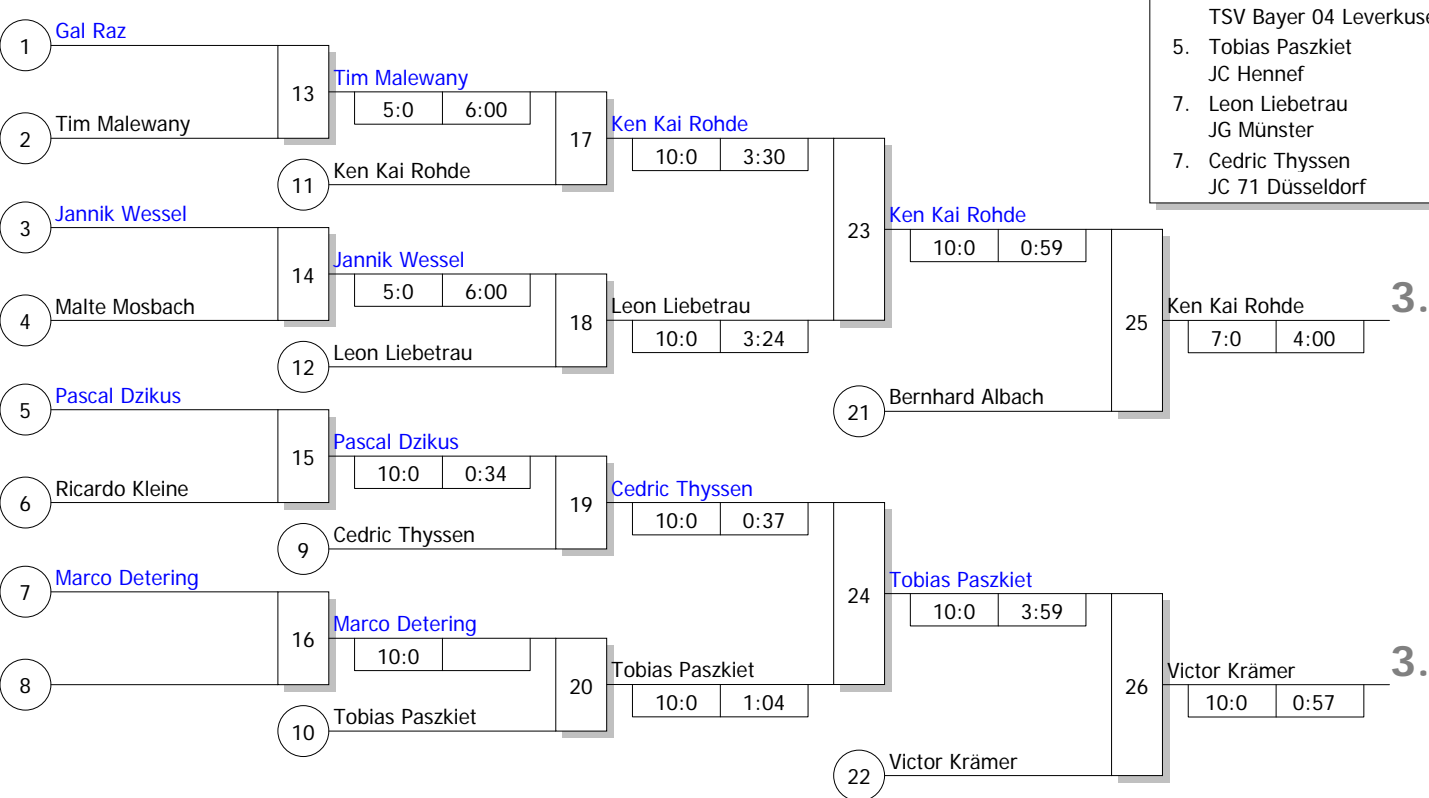 TSV Bayer 04 Leverkuse
5. Tobias Paszkiet
JC Hennef
7. Leon Liebetrau
JG Münster
7. Cedric Thyssen
JC 71 Düsseldorf
1 Gal Raz
13 Tim Malewany
5:0 6:00
2 Tim Malewany
17 Ken Kai Rohde
10:0 3:30
11 Ken Kai Rohde
3 Jannik Wessel
23 Ken Kai Rohde
10:0 0:59
14 Jannik Wessel
5:0 6:00
4 Malte Mosbach
18 Leon Liebetrau
10:0 3:24
25 Ken Kai Rohde 3.
7:0 4:00
12 Leon Liebetrau
5 Pascal Dzikus
21 Bernhard Albach
15 Pascal Dzikus
10:0 0:34
6 Ricardo Kleine
19 Cedric Thyssen
10:0 0:37
9 Cedric Thyssen
7 Marco Detering
24 Tobias Paszkiet
10:0 3:59
16 Marco Detering
10:0
8
20 Tobias Paszkiet
10:0 1:04
26 Victor Krämer 3.
10:0 0:57
10 Tobias Paszkiet
22 Victor Krämer